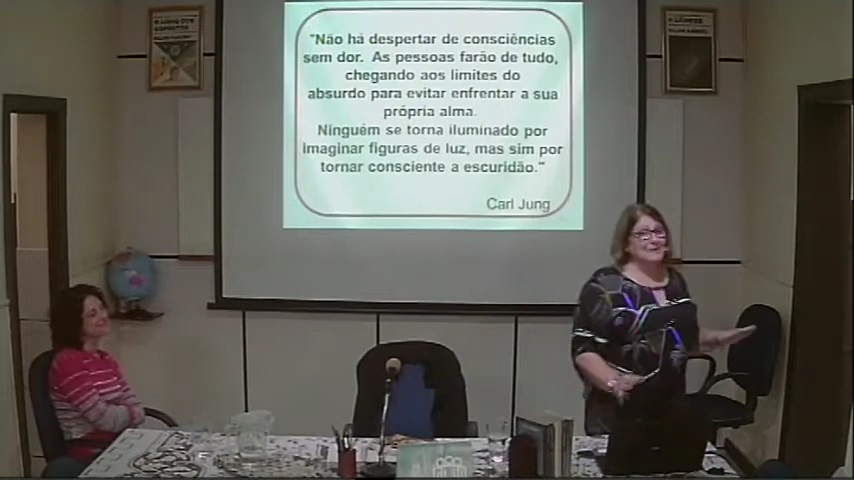 "Não há despertar de consciências
sem dor. As pessoas farão de tudo,
chegando aos limites do
absurdo para evitar enfrentar a sua
própria alma.
Ninguém se torna iluminado por
imaginar figuras de luz, mas sim por
tornar consciente a escuridão."
Carl Jung